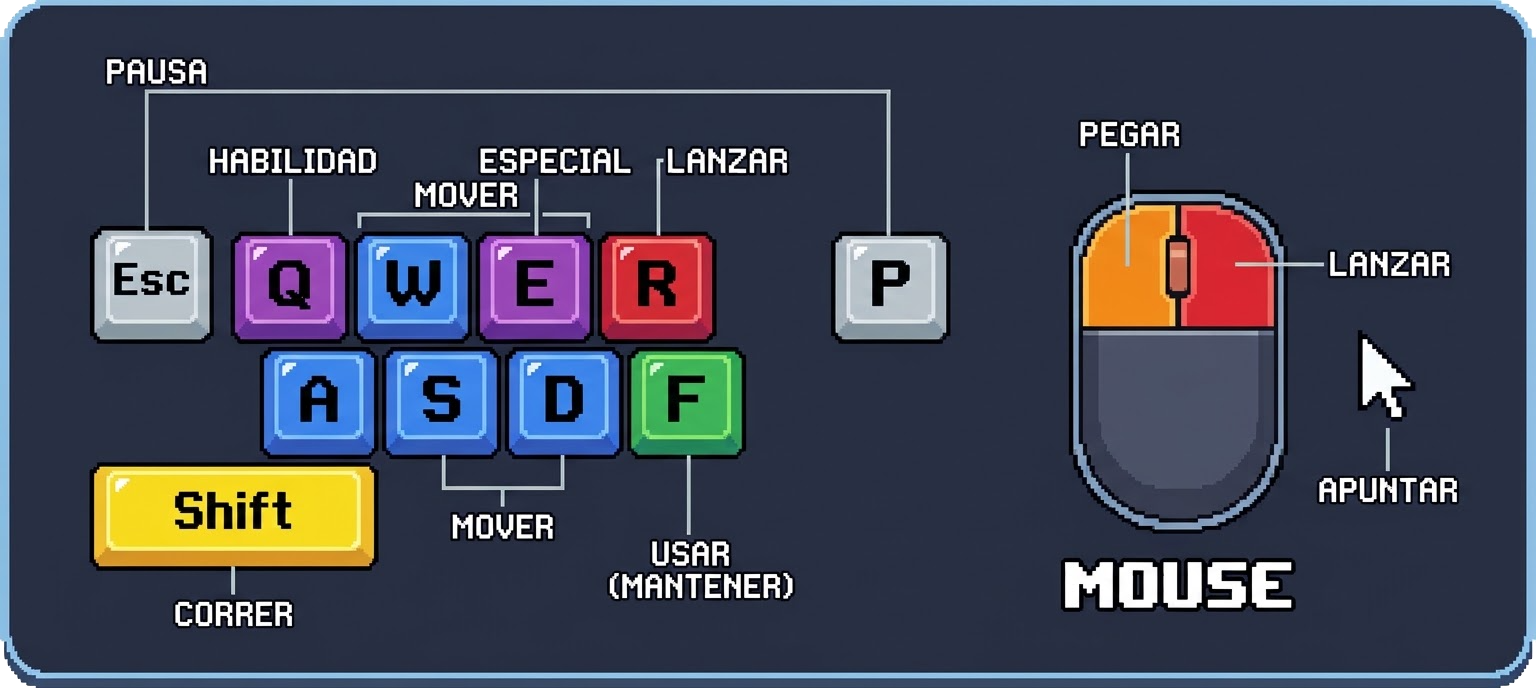 PAUSA
HABILIDAD
ESPECIAL
LANZAR
MOVER
Esc
Q
W
E
R
P
A
S
D
F
Shift
MOVER
USAR
(MANTENER)
CORRER
PEGAR
LANZAR
APUNTAR
MOUSE